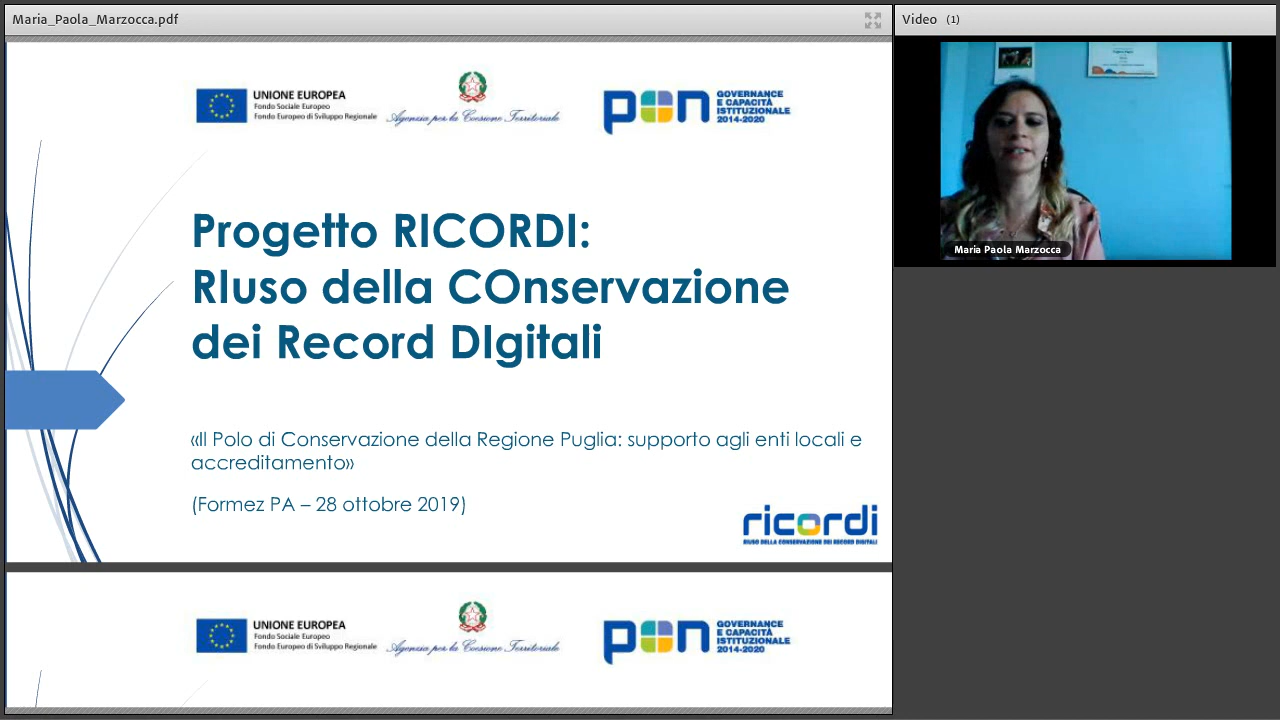 Maria_Paola_Marzocca.pdf
Video (1)
UNIONE EUROPEA
Fondo Sociale Europeo
Fondo Europeo di Sviluppo Regionale
Agenzia per la Coesione Territoriale
pon
GOVERNANCE
E CAPACITÀ
ISTITUZIONALE
2014-2020
Maria Paola Marzocca
Progetto RICORDI:
RIuso della COnservazione
dei Record DIgitali
«Il Polo di Conservazione della Regione Puglia: supporto agli enti locali e
accreditamento»
(Formez PA – 28 ottobre 2019)
ricordi
RIUSO DELLA CONSERVAZIONE DEI RECORD DIGITALI
UNIONE EUROPEA
Fondo Sociale Europeo
Fondo Europeo di Sviluppo Regionale
Agenzia per la Coesione Territoriale
pon
GOVERNANCE
E CAPACITÀ
ISTITUZIONALE
2014-2020